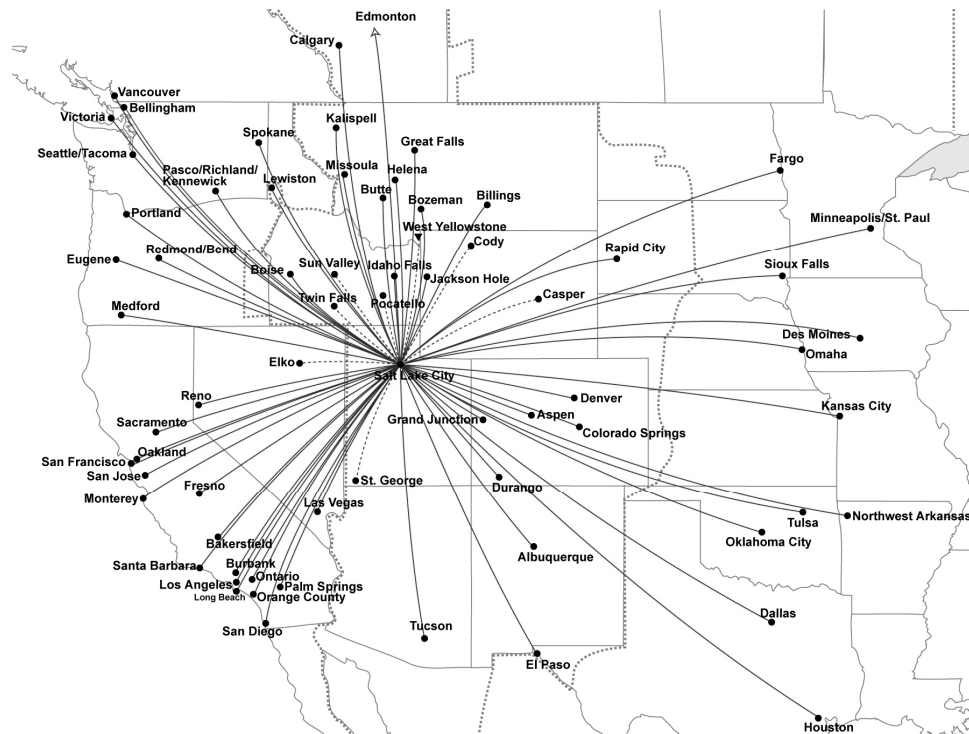 Edmonton
Calgary
Vancouver
Bellingham
Victoria
Kalispell
Spokane
Great Falls
Seattle/Tacoma
Fargo
Pasco/Richland/
Kennewick
Lewiston
Missoula
Helena
Butte
Billings
Bozeman
Portland
Minneapolis/St. Paul
West Yellowstone
Cody
Redmond/Bend
Rapid City
Eugene
Boise
Sun Valley
Idaho Falls
Jackson Hole
Sioux Falls
Casper
Twin Falls
Pocatello
Medford
Des Moines
Omaha
Elko
Salt Lake City
Reno
Denver
Kansas City
Aspen
Grand Junction
Colorado Springs
Sacramento
Oakland
San Francisco
San Jose
St. George
Fresno
Durango
Monterey
Las Vegas
Northwest Arkansas
Tulsa
Oklahoma City
Bakersfield
Albuquerque
Santa Barbara
Burbank
Ontario
Los Angeles
Palm Springs
Long Beach
Orange County
Dallas
San Diego
Tucson
El Paso
Houston